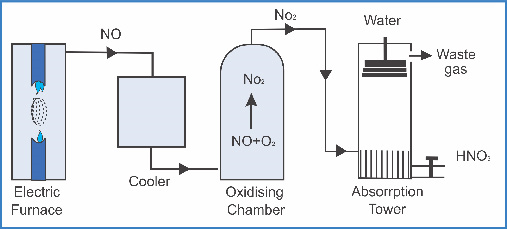 No₂
Water
NO
Waste
gas
No₂
NO+O₂
HNO₃
Cooler
Electric
Furnace
Oxidising
Chamber
Absorrption
Tower